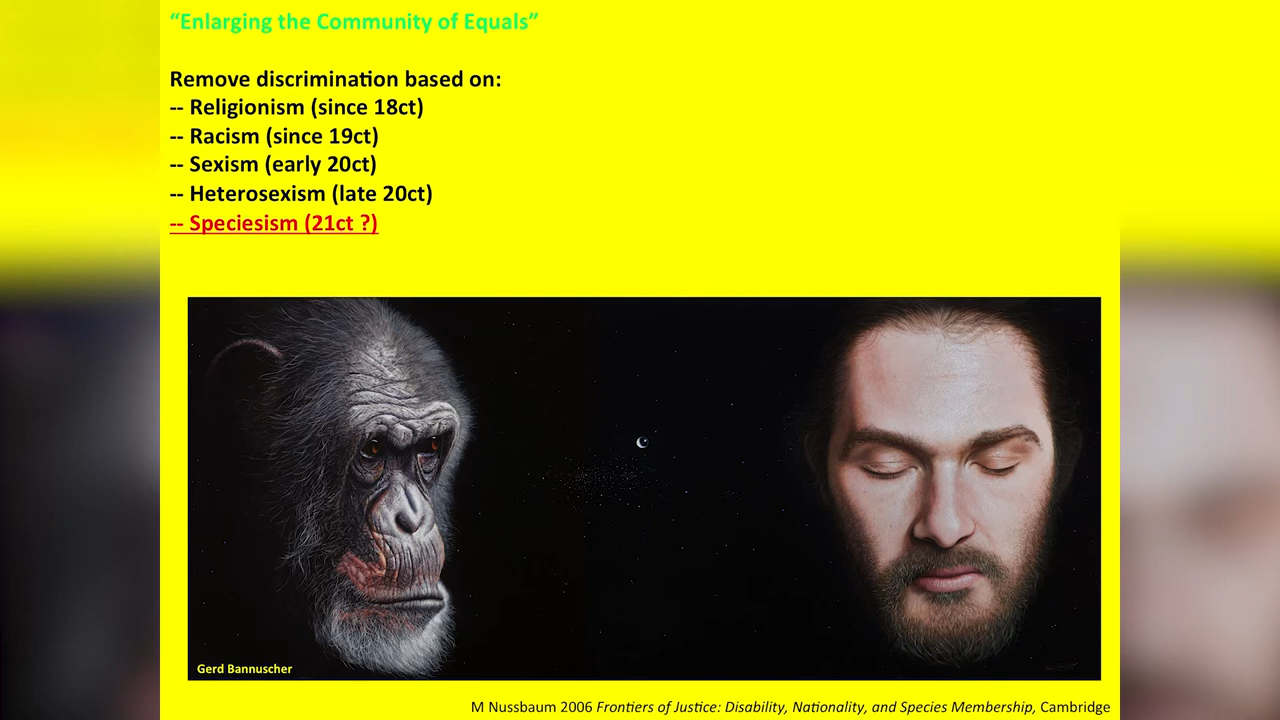 “Enlarging the Community of Equals”
Remove discrimination based on:
-- Religionism (since 18ct)
-- Racism (since 19ct)
-- Sexism (early 20ct)
-- Heterosexism (late 20ct)
-- Speciesism (21ct ?)
Gerd Bannuscher
M Nussbaum 2006 Frontiers of Justice: Disability, Nationality, and Species Membership, Cambridge